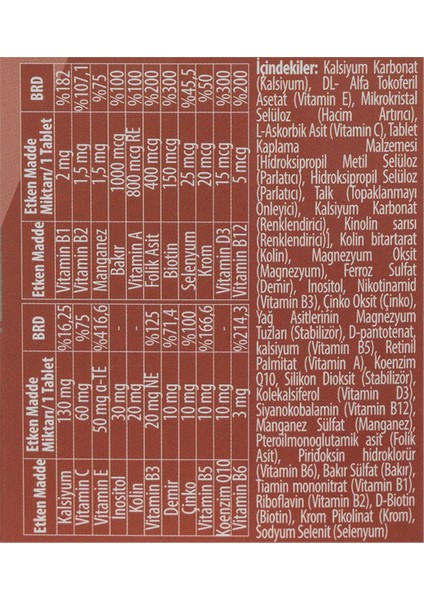 Etken Madde Etken Madde Miktarı/1 Tablet BRD
Kalsiyum 130 mg %16,25
Vitamin C 60 mg %75
Vitamin E 50 mg α-TE %416,6
Inositol 30 mg -
Kolin 20 mg -
Vitamin B3 20 mg NE %125
Demir 10 mg %71,4
Çinko 10 mg %100
Vitamin B5 10 mg %166,6
Koenzim Q10 10 mg -
Vitamin B6 3 mg %214,3
Etken Madde Etken Madde Miktarı/1 Tablet BRD
Vitamin B1 2 mg %182
Vitamin B2 1,5 mg %107,1
Manganez 1,5 mg %75
Bakır 1000 mcg %100
Vitamin A 800 mcg RE %100
Folik Asit 400 mcg %200
Biotin 150 mcg %300
Selenyum 25 mcg %45,5
Krom 20 mcg %50
Vitamin D3 15 mcg %300
Vitamin B12 5 mcg %200
İçindekiler: Kalsiyum Karbonat
(Kalsiyum), DL- Alfa Tokoferil
Asetat (Vitamin E), Mikrokristal
Selüloz (Hacim Artırıcı),
L-Askorbik Asit (Vitamin C), Tablet
Kaplama Malzemesi
[Hidroksipropil Metil Selüloz
(Parlatıcı), Hidroksipropil Selüloz
(Parlatıcı), Talk (Topaklanmayı
Önleyici), Kalsiyum Karbonat
(Renklendirici), Kinolin sarısı
(Renklendirici)], Kolin bitartarat
(Kolin), Magnezyum Oksit
(Magnezyum), Ferroz Sulfat
(Demir), Inositol, Nikotinamid
(Vitamin B3), Çinko Oksit (Çinko),
Yağ Asitlerinin Magnezyum
Tuzları (Stabilizör), D-pantotenat,
kalsiyum (Vitamin B5), Retinil
Palmitat (Vitamin A), Koenzim
Q10, Silikon Dioksit (Stabilizör),
Kolekalsiferol (Vitamin D3),
Siyanokobalamin (Vitamin B12),
Manganez Sülfat (Manganez),
Pteroilmonoglutamik asit (Folik
Asit), Piridoksin hidroklorür
(Vitamin B6), Bakır Sülfat (Bakır),
Tiamin mononitrat (Vitamin B1),
Riboflavin (Vitamin B2), D-Biotin
(Biotin), Krom Pikolinat (Krom),
Sodyum Selenit (Selenyum)